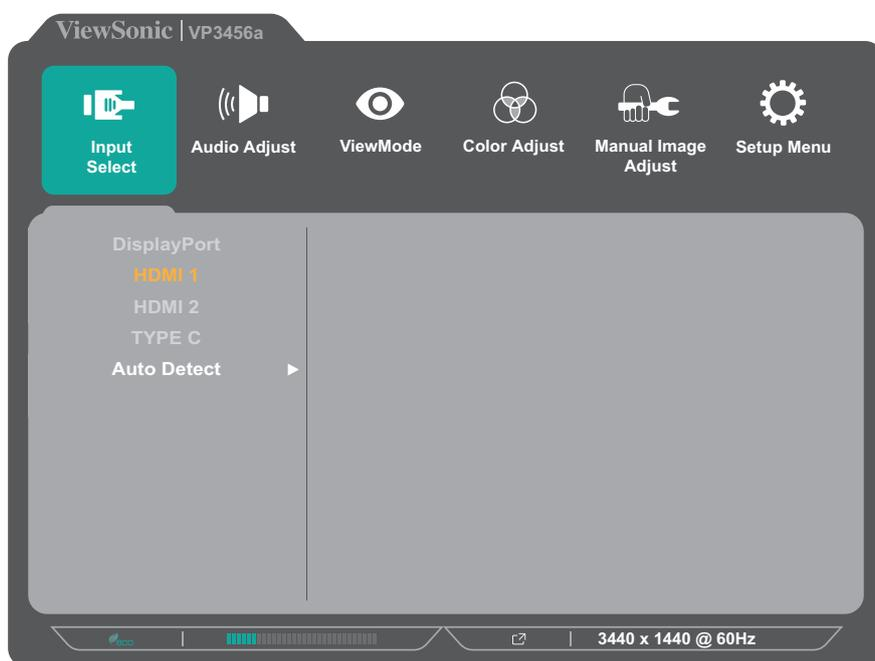 ViewSonic | VP3456a
Input
Select
Audio Adjust
ViewMode
Color Adjust
Manual Image
Adjust
Setup Menu
DisplayPort
HDMI 1
HDMI 2
TYPE C
Auto Detect
eco
3440 x 1440 @ 60Hz